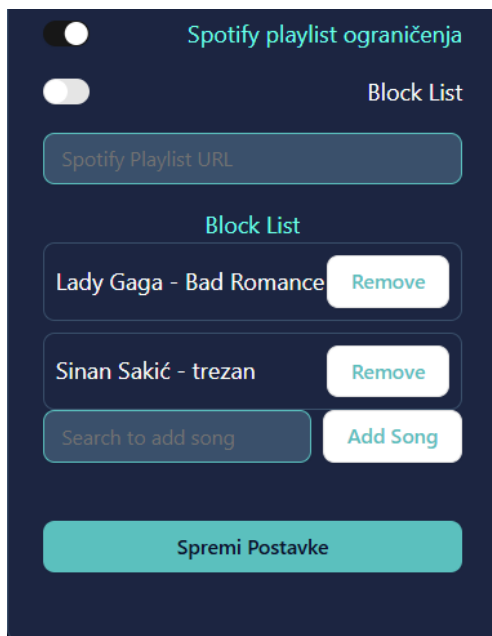 Spotify playlist ograničenja
Block List
Spotify Playlist URL
Block List
Lady Gaga - Bad Romance Remove
Sinan Sakić - trezan Remove
Search to add song Add Song
Spremi Postavke